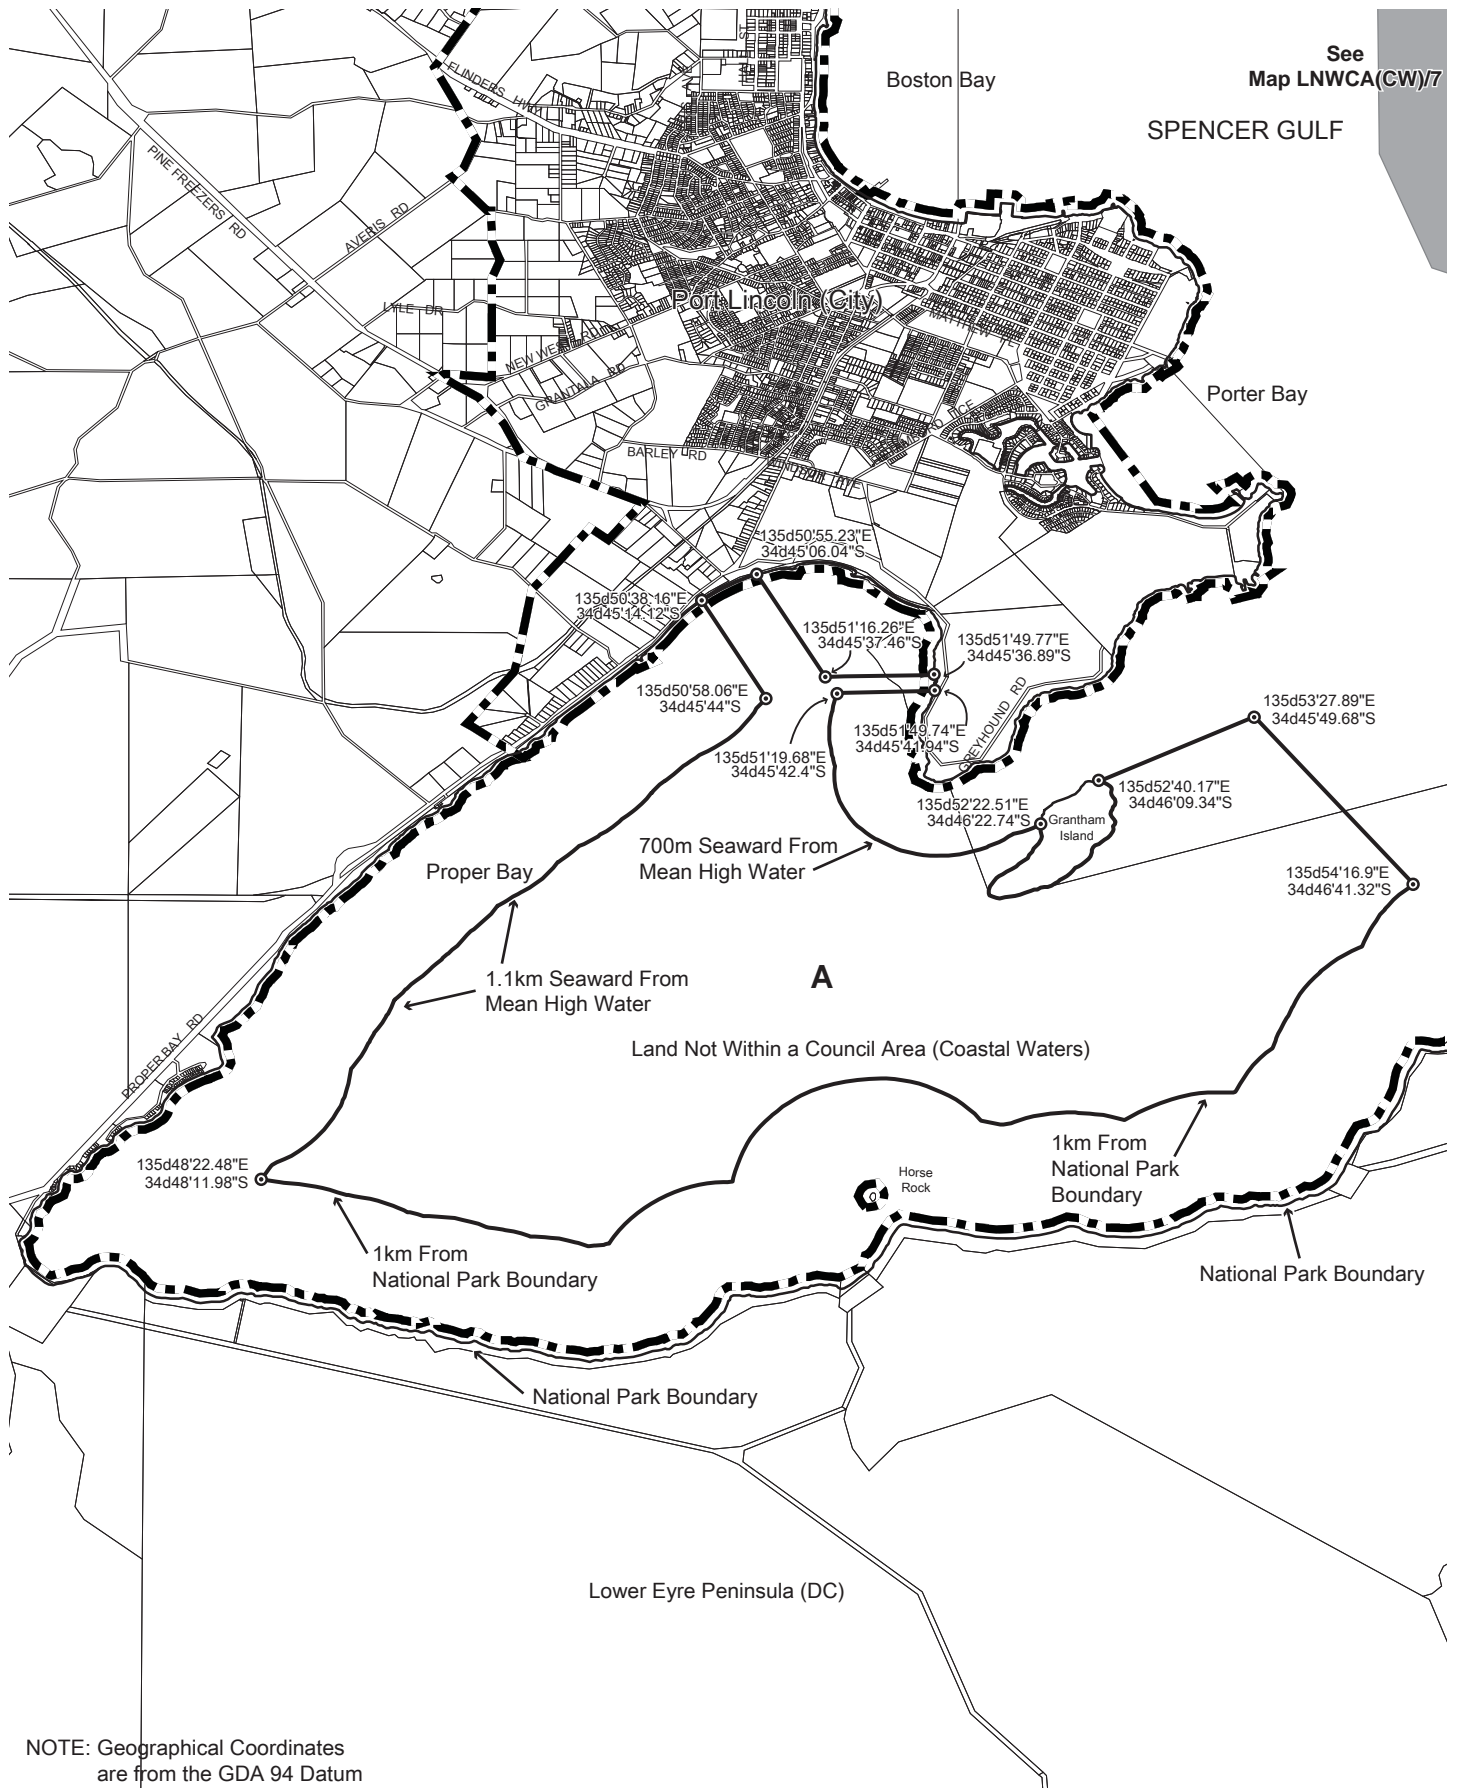 See
Map LNWCA(CW)/7
Boston Bay
SPENCER GULF
FLINDERS HWY
PINE FREEZERS RD
AVERIS RD
LYLE DR
Port Lincoln (City)
NEW WEST RD
GRANTALA RD
Porter Bay
BARLEY RD
135d50'55.23"E
34d45'06.04"S
135d50'38.16"E
34d45'14.12"S
135d51'16.26"E
34d45'37.46"S
135d51'49.77"E
34d45'36.89"S
135d50'58.06"E
34d45'44"S
GREYHOUND RD
135d53'27.89"E
34d45'49.68"S
135d51'49.74"E
34d45'41.94"S
135d51'19.68"E
34d45'42.4"S
135d52'40.17"E
34d46'09.34"S
135d52'22.51"E
34d46'22.74"S
Grantham
Island
700m Seaward From
Mean High Water
Proper Bay
135d54'16.9"E
34d46'41.32"S
A
1.1km Seaward From
Mean High Water
PROPER BAY RD
Land Not Within a Council Area (Coastal Waters)
1km From
National Park
Boundary
135d48'22.48"E
34d48'11.98"S
Horse
Rock
1km From
National Park Boundary
National Park Boundary
National Park Boundary
Lower Eyre Peninsula (DC)
NOTE: Geographical Coordinates
are from the GDA 94 Datum